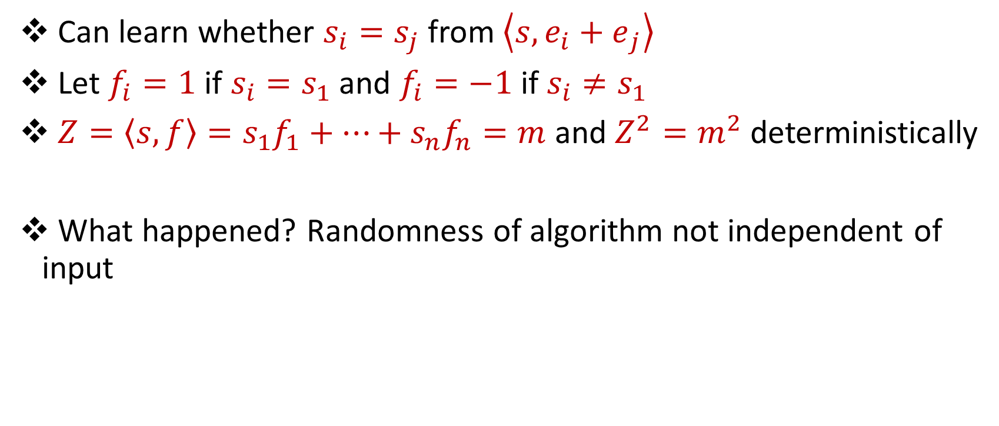 ❖ Can learn whether $s_i = s_j$ from $\langle s, e_i + e_j \rangle$
❖ Let $f_i = 1$ if $s_i = s_1$ and $f_i = -1$ if $s_i \neq s_1$
❖ $Z = \langle s, f \rangle = s_1 f_1 + \cdots + s_n f_n = m$ and $Z^2 = m^2$ deterministically
❖ What happened? Randomness of algorithm not independent of
input